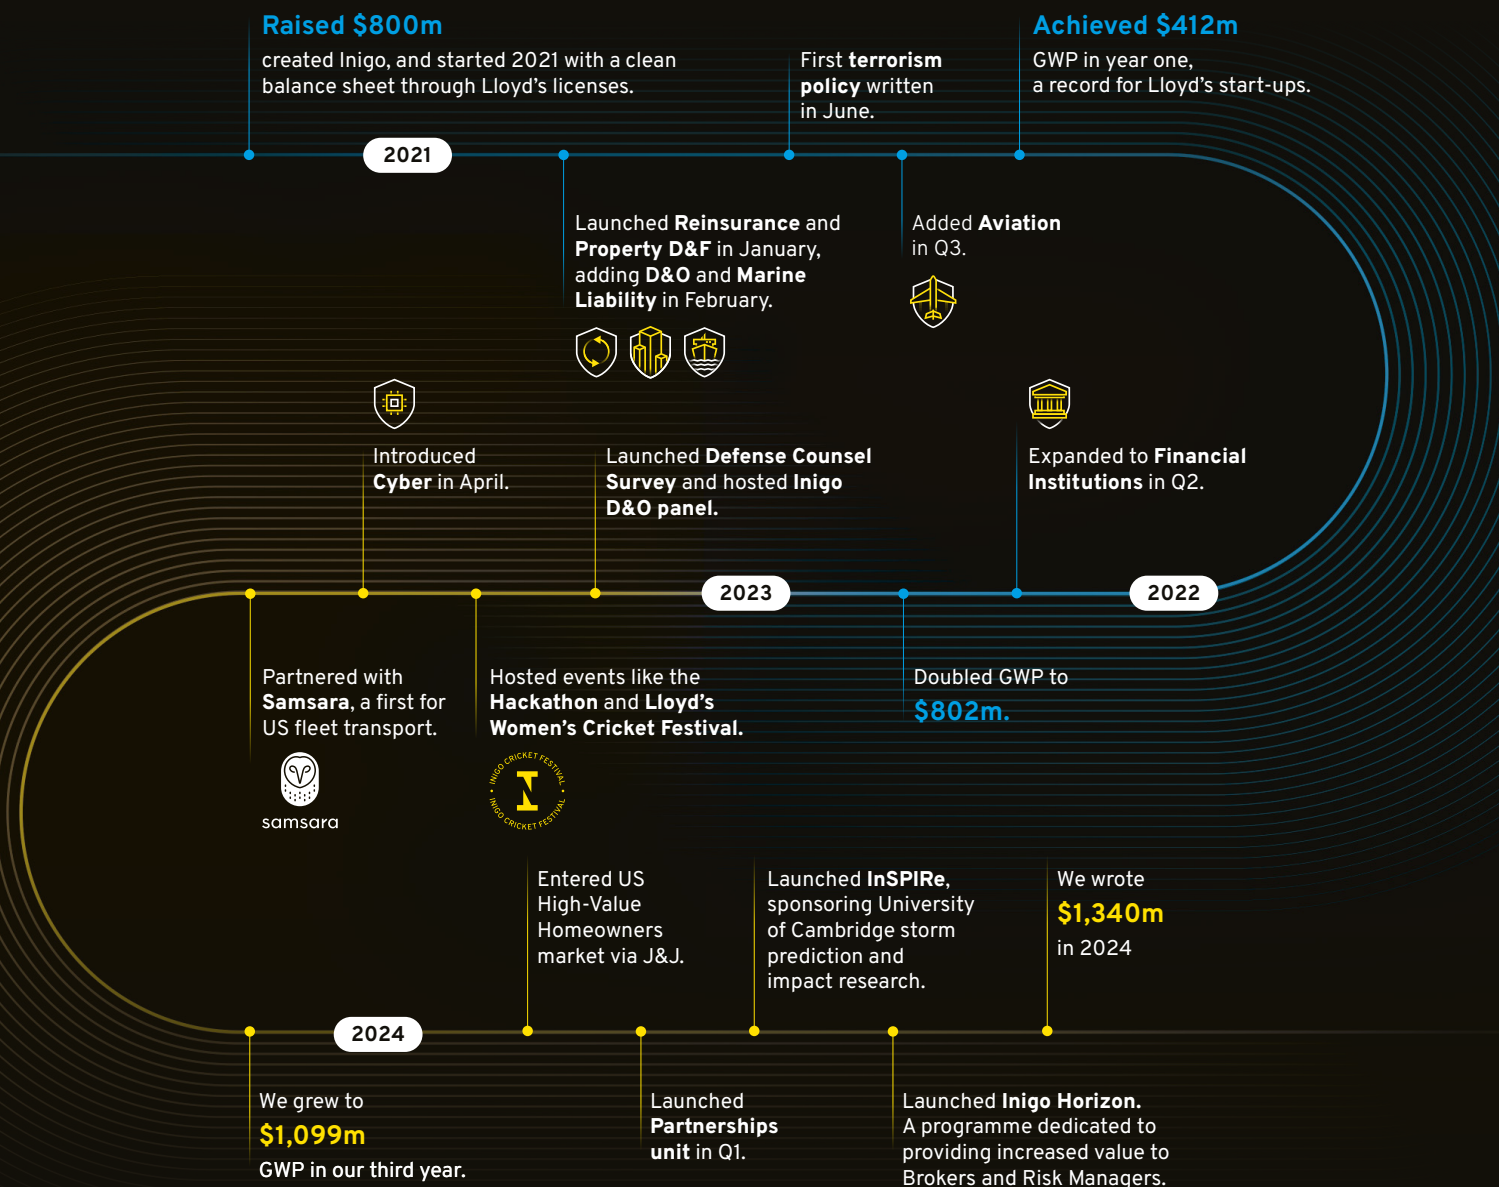 Raised $800m
created Inigo, and started 2021 with a clean
balance sheet through Lloyd's licenses.
First terrorism
policy written
in June.
Achieved $412m
GWP in year one,
a record for Lloyd's start-ups.
2021
Launched Reinsurance and
Property D&F in January,
adding D&O and Marine
Liability in February.
Added Aviation
in Q3.
Introduced
Cyber in April.
Launched Defense Counsel
Survey and hosted Inigo
D&O panel.
Expanded to Financial
Institutions in Q2.
2023
2022
Partnered with
Samsara, a first for
US fleet transport.
samsara
Hosted events like the
Hackathon and Lloyd's
Women's Cricket Festival.
INIGO CRICKET FESTIVAL
INIGO CRICKET FESTIVAL
Doubled GWP to
$802m.
Entered US
High-Value
Homeowners
market via J&J.
Launched InSPIRe,
sponsoring University
of Cambridge storm
prediction and
impact research.
We wrote
$1,340m
in 2024
2024
We grew to
$1,099m
GWP in our third year.
Launched
Partnerships
unit in Q1.
Launched Inigo Horizon.
A programme dedicated to
providing increased value to
Brokers and Risk Managers.